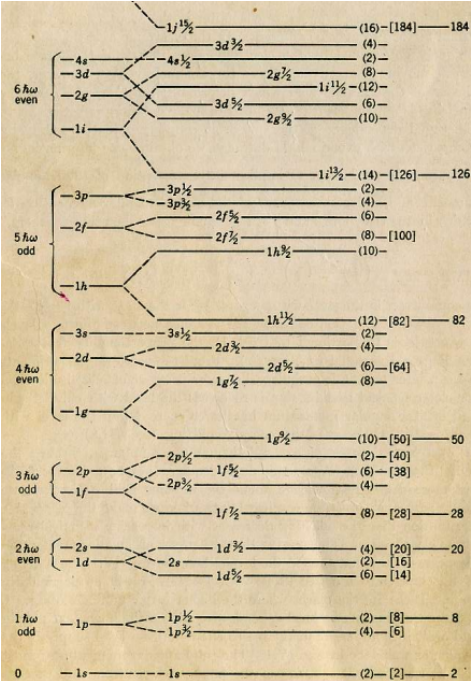 1j 15/2 (16) [184] 184
3d 3/2 (4)
4s 4s 1/2 (2)
3d 2g 7/2 (8)
6ħω even 2g 1i 11/2 (12)
3d 5/2 (6)
2g 9/2 (10)
1i
1i 13/2 (14) [126] 126
3p 3p 1/2 (2)
3p 3/2 (4)
2f 2f 5/2 (6)
5ħω odd 2f 7/2 (8) [100]
1h 9/2 (10)
1h
1h 11/2 (12) [82] 82
3s 3s 1/2 (2)
2d 2d 3/2 (4)
4ħω even 2d 5/2 (6) [64]
1g 7/2 (8)
1g
1g 9/2 (10) [50] 50
2p 1/2 (2) [40]
3ħω odd 2p 1f 5/2 (6) [38]
1f 2p 3/2 (4)
1f 7/2 (8) [28] 28
2ħω even 2s 1d 3/2 (4) [20] 20
1d 2s (2) [16]
1d 5/2 (6) [14]
1ħω odd 1p 1p 1/2 (2) [8] 8
1p 3/2 (4) [6]
0 1s 1s (2) [2] 2